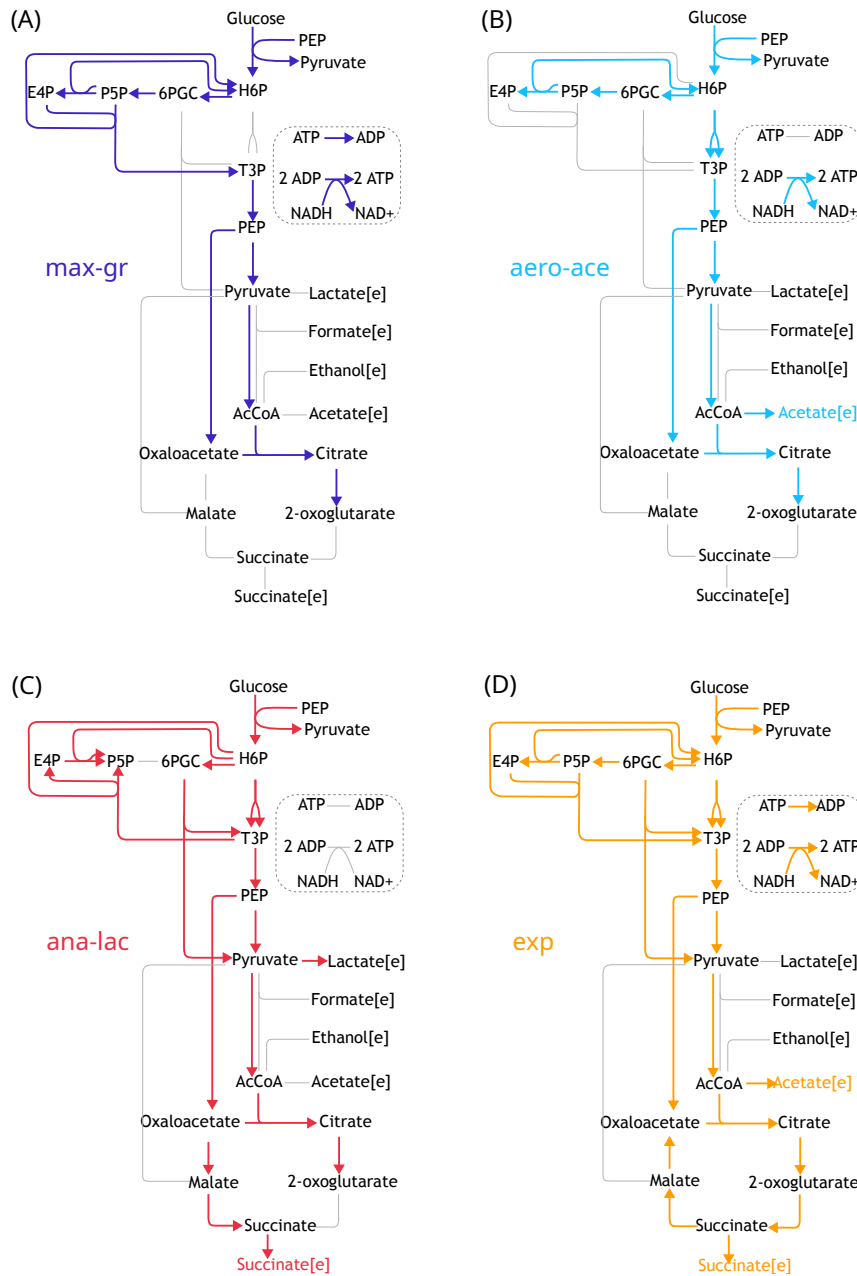 (A)
Glucose
PEP
Pyruvate
E4P P5P 6PGC H6P
ATP ADP
T3P
2 ADP 2 ATP
NADH NAD+
PEP
max-gr
Pyruvate Lactate[e]
Formate[e]
Ethanol[e]
AcCoA Acetate[e]
Oxaloacetate Citrate
Malate 2-oxoglutarate
Succinate
Succinate[e]
(B)
Glucose
PEP
Pyruvate
E4P P5P 6PGC H6P
ATP ADP
T3P
2 ADP 2 ATP
NADH NAD+
PEP
aero-ace
Pyruvate Lactate[e]
Formate[e]
Ethanol[e]
AcCoA Acetate[e]
Oxaloacetate Citrate
Malate 2-oxoglutarate
Succinate
Succinate[e]
(C)
Glucose
PEP
Pyruvate
E4P P5P 6PGC H6P
ATP ADP
T3P
2 ADP 2 ATP
NADH NAD+
PEP
ana-lac
Pyruvate Lactate[e]
Formate[e]
Ethanol[e]
AcCoA Acetate[e]
Oxaloacetate Citrate
Malate 2-oxoglutarate
Succinate
Succinate[e]
(D)
Glucose
PEP
Pyruvate
E4P P5P 6PGC H6P
ATP ADP
T3P
2 ADP 2 ATP
NADH NAD+
PEP
exp
Pyruvate Lactate[e]
Formate[e]
Ethanol[e]
AcCoA Acetate[e]
Oxaloacetate Citrate
Malate 2-oxoglutarate
Succinate
Succinate[e]